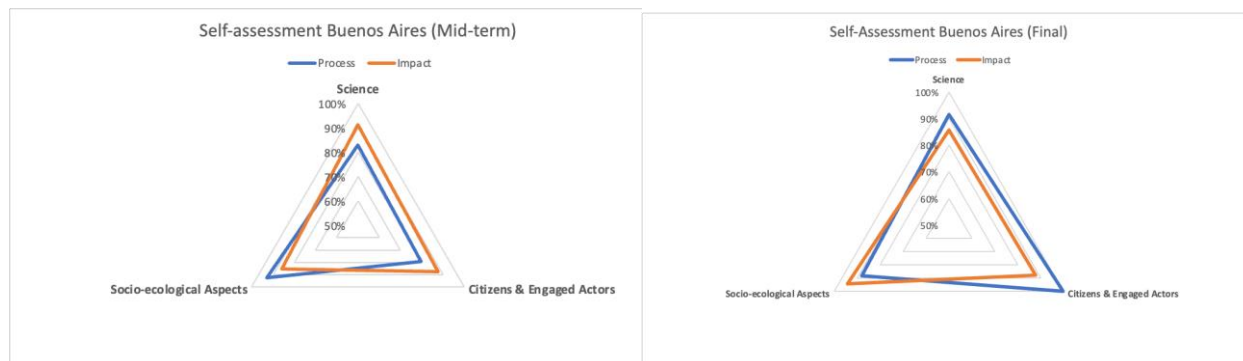 Self-assessment Buenos Aires (Mid-term)
Process Impact
Science
100%
90%
80%
70%
60%
50%
Socio-ecological Aspects
Citizens & Engaged Actors
Self-Assessment Buenos Aires (Final)
Process Impact
Science
100%
90%
80%
70%
60%
50%
Socio-ecological Aspects
Citizens & Engaged Actors